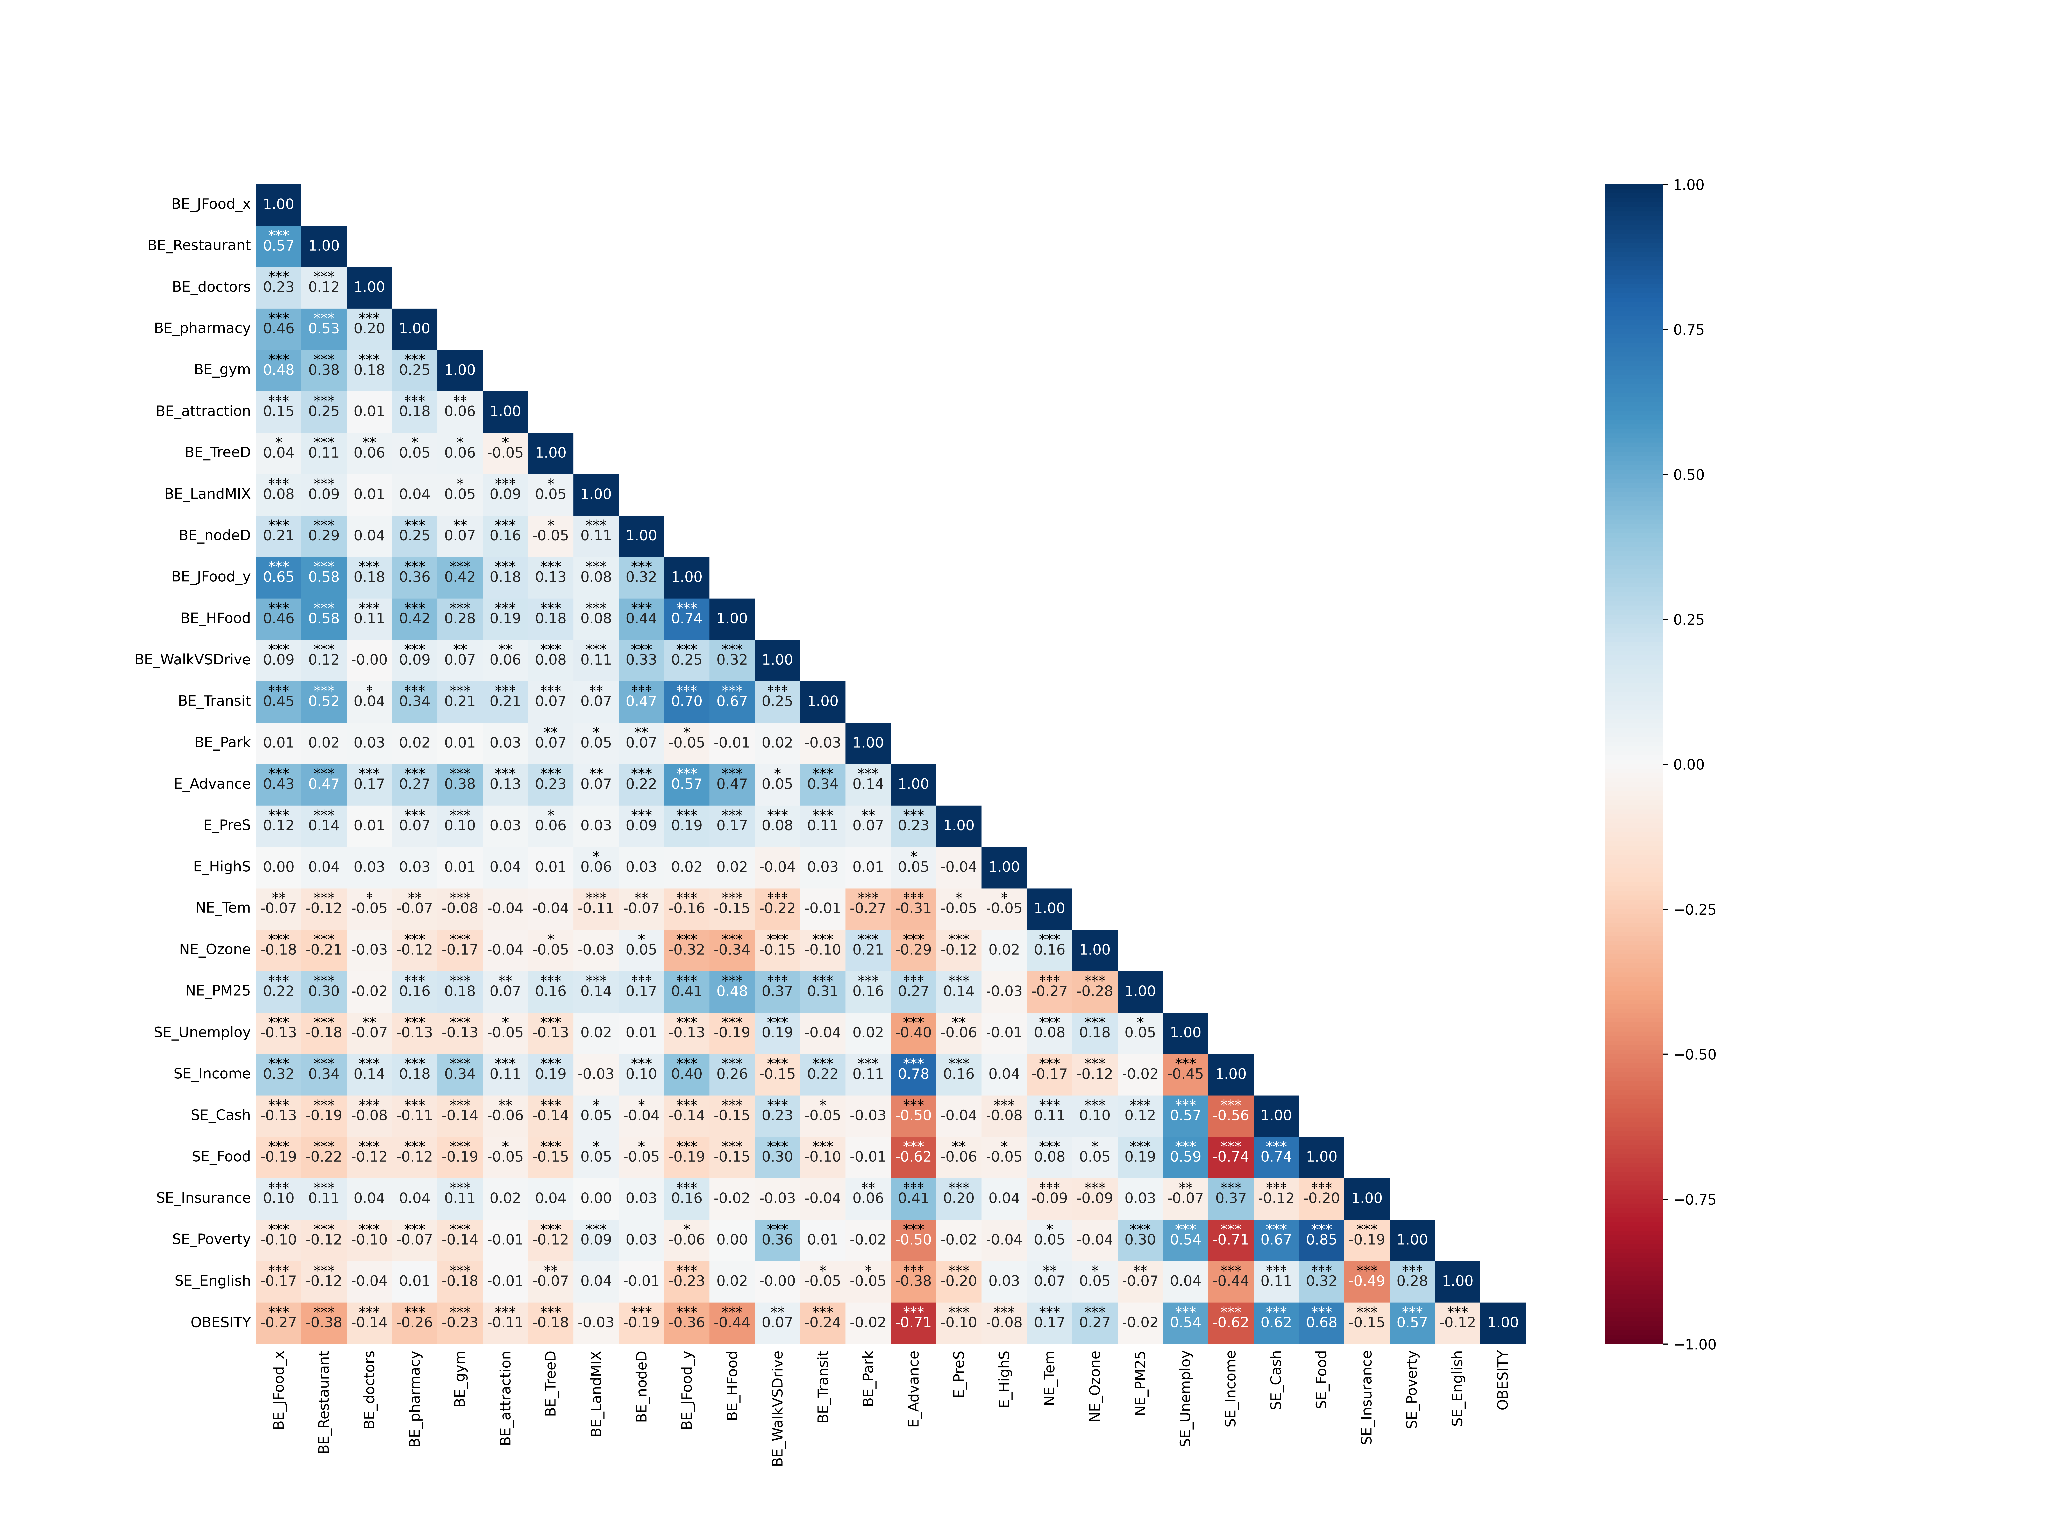 BE_JFood_x 1.00
*** 
BE_Restaurant 0.57 1.00
*** ***
BE_doctors 0.23 0.12 1.00
*** *** ***
BE_pharmacy 0.46 0.53 0.20 1.00
*** *** *** ***
BE_gym 0.48 0.38 0.18 0.25 1.00
*** *** *** **
BE_attraction 0.15 0.25 0.01 0.18 0.06 1.00
* *** ** * * *
BE_TreeD 0.04 0.11 0.06 0.05 0.06 -0.05 1.00
*** *** * *** *
BE_LandMIX 0.08 0.09 0.01 0.04 0.05 0.09 0.05 1.00
*** *** *** ** *** * ***
BE_nodeD 0.21 0.29 0.04 0.25 0.07 0.16 -0.05 0.11 1.00
*** *** *** *** *** *** *** *** ***
BE_JFood_y 0.65 0.58 0.18 0.36 0.42 0.18 0.13 0.08 0.32 1.00
*** *** *** *** *** *** *** *** *** ***
BE_HFood 0.46 0.58 0.11 0.42 0.28 0.19 0.18 0.08 0.44 0.74 1.00
*** *** *** ** ** *** *** *** *** ***
BE_WalkVSDrive 0.09 0.12 -0.00 0.09 0.07 0.06 0.08 0.11 0.33 0.25 0.32 1.00
*** *** * *** *** *** *** ** *** *** *** ***
BE_Transit 0.45 0.52 0.04 0.34 0.21 0.21 0.07 0.07 0.47 0.70 0.67 0.25 1.00
** * ** *
BE_Park 0.01 0.02 0.03 0.02 0.01 0.03 0.07 0.05 0.07 -0.05 -0.01 0.02 -0.03 1.00
*** *** *** *** *** *** *** ** *** *** *** * *** ***
E_Advance 0.43 0.47 0.17 0.27 0.38 0.13 0.23 0.07 0.22 0.57 0.47 0.05 0.34 0.14 1.00
*** *** *** *** * *** *** *** *** *** ** ***
E_PreS 0.12 0.14 0.01 0.07 0.10 0.03 0.06 0.03 0.09 0.19 0.17 0.08 0.11 0.07 0.23 1.00
* *
E_HighS 0.00 0.04 0.03 0.03 0.01 0.04 0.01 0.06 0.03 0.02 0.02 -0.04 0.03 0.01 0.05 -0.04 1.00
** *** * ** *** *** ** *** *** *** *** *** * *
NE_Tem -0.07 -0.12 -0.05 -0.07 -0.08 -0.04 -0.04 -0.11 -0.07 -0.16 -0.15 -0.22 -0.01 -0.27 -0.31 -0.05 -0.05 1.00
*** *** *** *** * * *** *** *** *** *** *** *** ***
NE_Ozone -0.18 -0.21 -0.03 -0.12 -0.17 -0.04 -0.05 -0.03 0.05 -0.32 -0.34 -0.15 -0.10 0.21 -0.29 -0.12 0.02 0.16 1.00
*** *** *** *** ** *** *** *** *** *** *** *** *** *** *** *** ***
NE_PM25 0.22 0.30 -0.02 0.16 0.18 0.07 0.16 0.14 0.17 0.41 0.48 0.37 0.31 0.16 0.27 0.14 -0.03 -0.27 -0.28 1.00
*** *** ** *** *** * *** *** *** *** *** ** *** *** *
SE_Unemploy -0.13 -0.18 -0.07 -0.13 -0.13 -0.05 -0.13 0.02 0.01 -0.13 -0.19 0.19 -0.04 0.02 -0.40 -0.06 -0.01 0.08 0.18 0.05 1.00
*** *** *** *** *** *** *** *** *** *** *** *** *** *** *** *** *** ***
SE_Income 0.32 0.34 0.14 0.18 0.34 0.11 0.19 -0.03 0.10 0.40 0.26 -0.15 0.22 0.11 0.78 0.16 0.04 -0.17 -0.12 -0.02 -0.45 1.00
*** *** *** *** *** ** *** * * *** *** *** * *** *** *** *** *** *** ***
SE_Cash -0.13 -0.19 -0.08 -0.11 -0.14 -0.06 -0.14 0.05 -0.04 -0.14 -0.15 0.23 -0.05 -0.03 -0.50 -0.04 -0.08 0.11 0.10 0.12 0.57 -0.56 1.00
*** *** *** *** *** * *** * * *** *** *** *** *** ** * *** * *** *** *** ***
SE_Food -0.19 -0.22 -0.12 -0.12 -0.19 -0.05 -0.15 0.05 -0.05 -0.19 -0.15 0.30 -0.10 -0.01 -0.62 -0.06 -0.05 0.08 0.05 0.19 0.59 -0.74 0.74 1.00
*** *** *** *** ** *** *** *** *** ** *** *** ***
SE_Insurance 0.10 0.11 0.04 0.04 0.11 0.02 0.04 0.00 0.03 0.16 -0.02 -0.03 -0.04 0.06 0.41 0.20 0.04 -0.09 -0.09 0.03 -0.07 0.37 -0.12 -0.20 1.00
*** *** *** *** *** *** *** * *** *** * *** *** *** *** *** ***
SE_Poverty -0.10 -0.12 -0.10 -0.07 -0.14 -0.01 -0.12 0.09 0.03 -0.06 0.00 0.36 0.01 -0.02 -0.50 -0.02 -0.04 0.05 -0.04 0.30 0.54 -0.71 0.67 0.85 -0.19 1.00
*** *** *** ** *** * * *** *** ** * ** *** *** *** *** ***
SE_English -0.17 -0.12 -0.04 0.01 -0.18 -0.01 -0.07 0.04 -0.01 -0.23 0.02 -0.00 -0.05 -0.05 -0.38 -0.20 0.03 0.07 0.05 -0.07 0.04 -0.44 0.11 0.32 -0.49 0.28 1.00
*** *** *** *** *** *** *** *** *** *** ** *** *** *** *** *** *** *** *** *** *** *** *** ***
OBESITY -0.27 -0.38 -0.14 -0.26 -0.23 -0.11 -0.18 -0.03 -0.19 -0.36 -0.44 0.07 -0.24 -0.02 -0.71 -0.10 -0.08 0.17 0.27 -0.02 0.54 -0.62 0.62 0.68 -0.15 0.57 -0.12 1.00
BE_JFood_x
BE_Restaurant
BE_doctors
BE_pharmacy
BE_gym
BE_attraction
BE_TreeD
BE_LandMIX
BE_nodeD
BE_JFood_y
BE_HFood
BE_WalkVSDrive
BE_Transit
BE_Park
E_Advance
E_PreS
E_HighS
NE_Tem
NE_Ozone
NE_PM25
SE_Unemploy
SE_Income
SE_Cash
SE_Food
SE_Insurance
SE_Poverty
SE_English
OBESITY
1.00
0.75
0.50
0.25
0.00
−0.25
−0.50
−0.75
−1.00